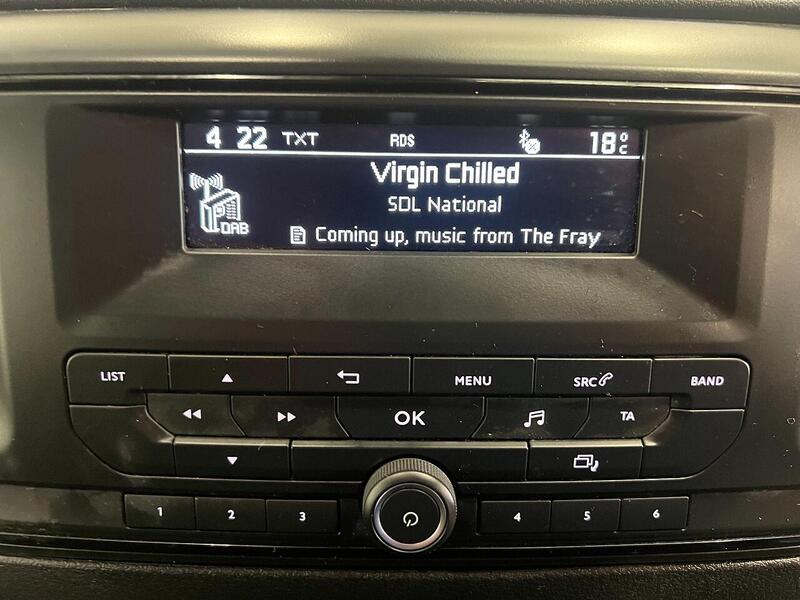 4 22 TXT RDS 18°C
Virgin Chilled
SDL National
DAB
Coming up, music from The Fray
LIST MENU SRC BAND
OK TA
1 2 3 4 5 6